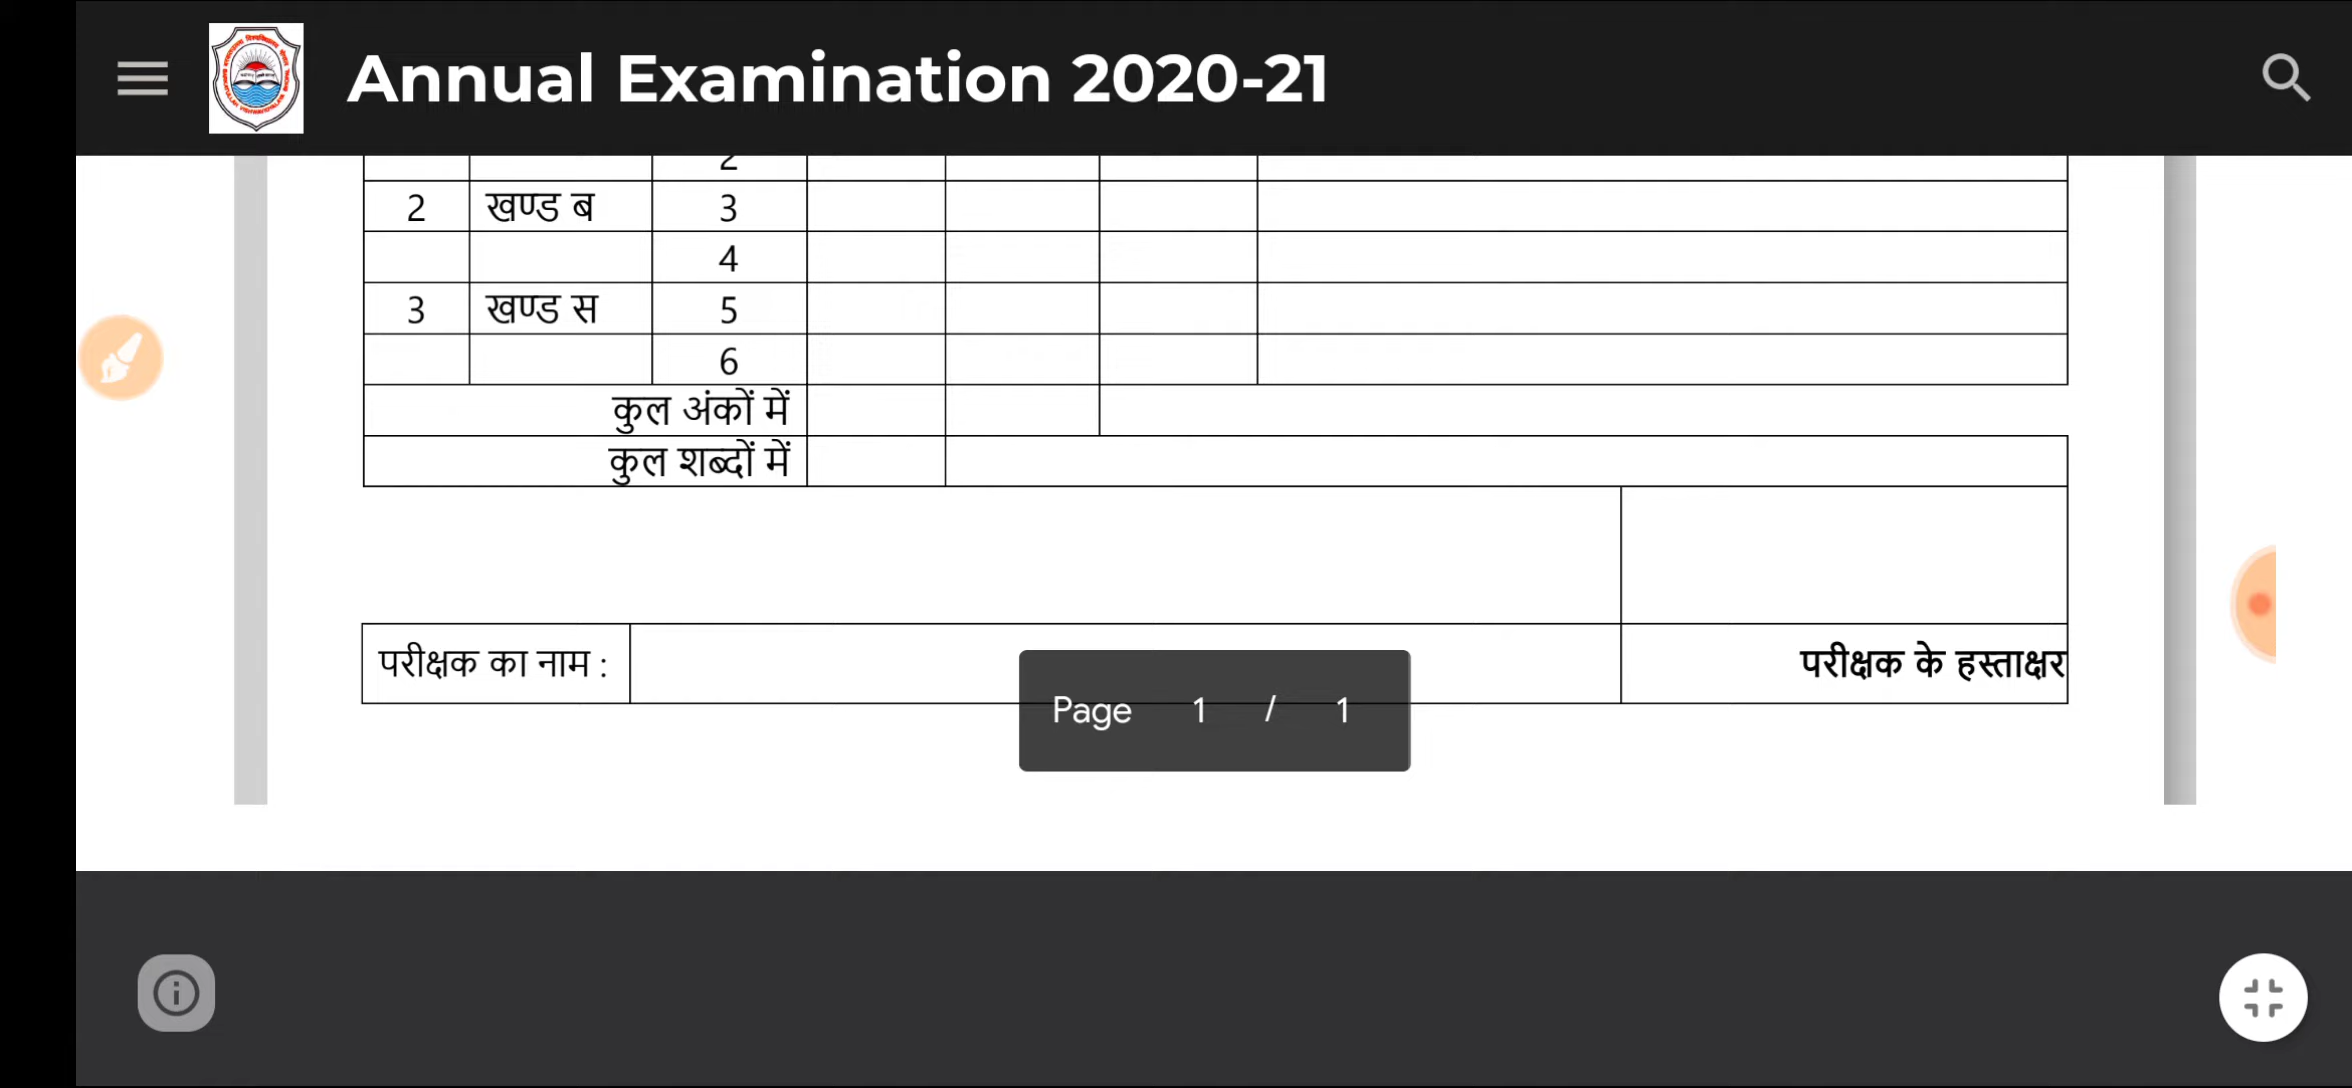 Annual Examination 2020-21
2
2 खण्ड ब 3
4
3 खण्ड स 5
6
कुल अंकों में
कुल शब्दों में
परीक्षक का नाम :
परीक्षक के हस्ताक्षर
Page 1 / 1